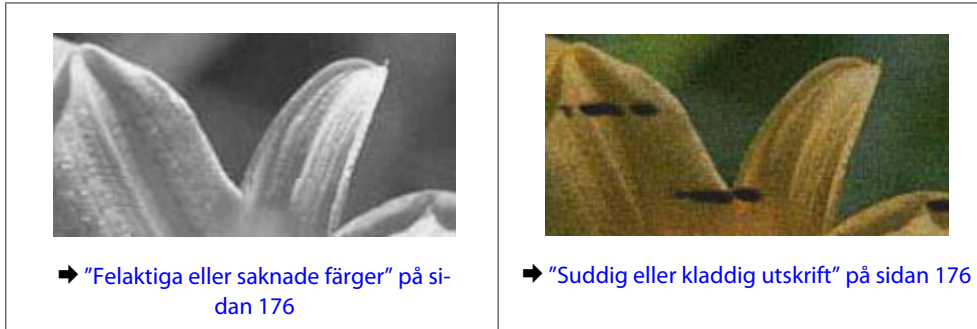 ➡ ”Felaktiga eller saknade färger” på si-
dan 176
➡ ”Suddig eller kladdig utskrift” på sidan 176